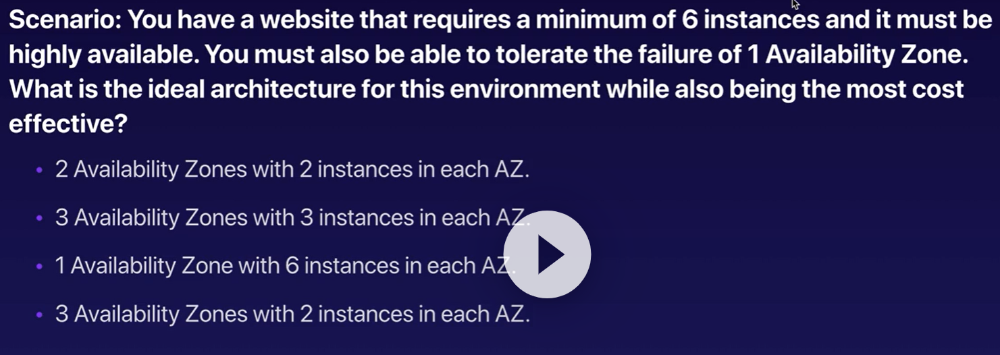 Scenario: You have a website that requires a minimum of 6 instances and it must be
highly available. You must also be able to tolerate the failure of 1 Availability Zone.
What is the ideal architecture for this environment while also being the most cost
effective?
• 2 Availability Zones with 2 instances in each AZ.
• 3 Availability Zones with 3 instances in each AZ.
• 1 Availability Zone with 6 instances in each AZ.
• 3 Availability Zones with 2 instances in each AZ.